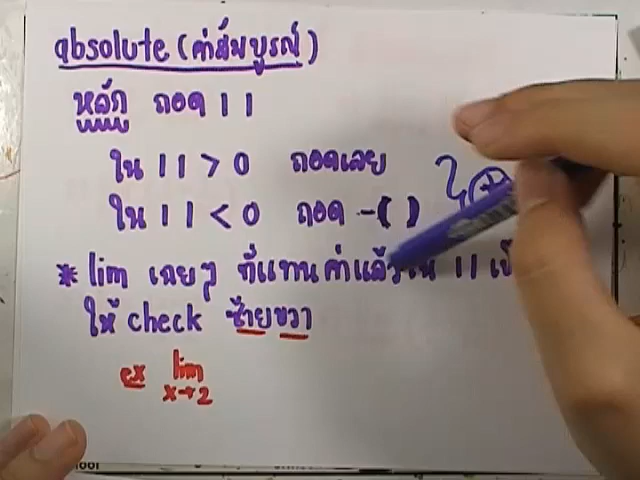 absolute (ค่าสัมบูรณ์)
หลัก ถอด | |
ใน | | > 0 ถอดเลย
ใน | | < 0 ถอด -( )
* lim เฉยๆ ที่แทนค่าแล้วใน | |
ให้ check ซ้ายขวา
ex lim
x→2